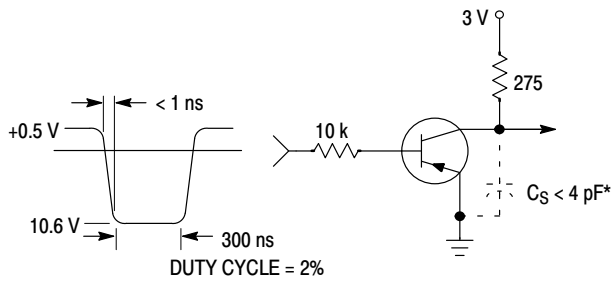 3 V
275
< 1 ns
+0.5 V
10 k
CS < 4 pF*
10.6 V
300 ns
DUTY CYCLE = 2%